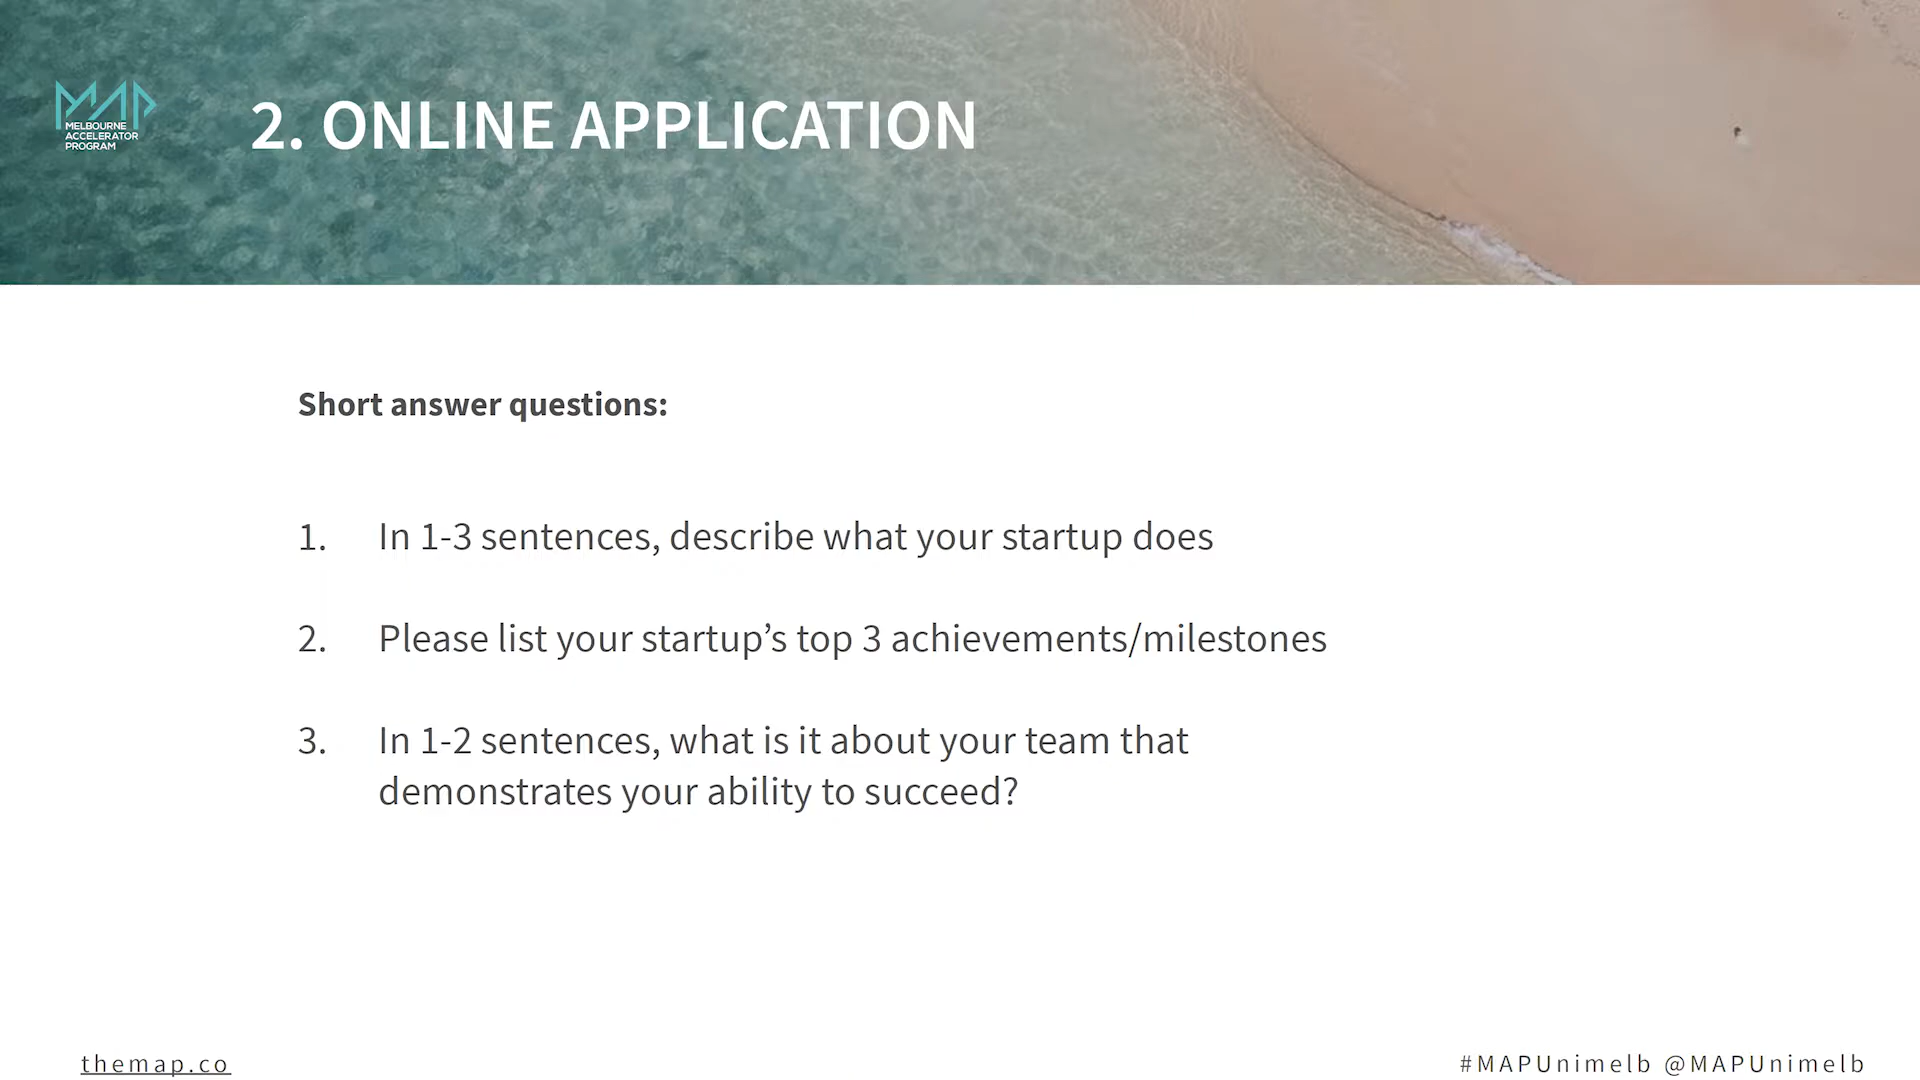 MAP
MELBOURNE
ACCELERATOR
PROGRAM
2. ONLINE APPLICATION
Short answer questions:
1. In 1-3 sentences, describe what your startup does
2. Please list your startup’s top 3 achievements/milestones
3. In 1-2 sentences, what is it about your team that
demonstrates your ability to succeed?
themap.co
#MAPUnimelb @MAPUnimelb